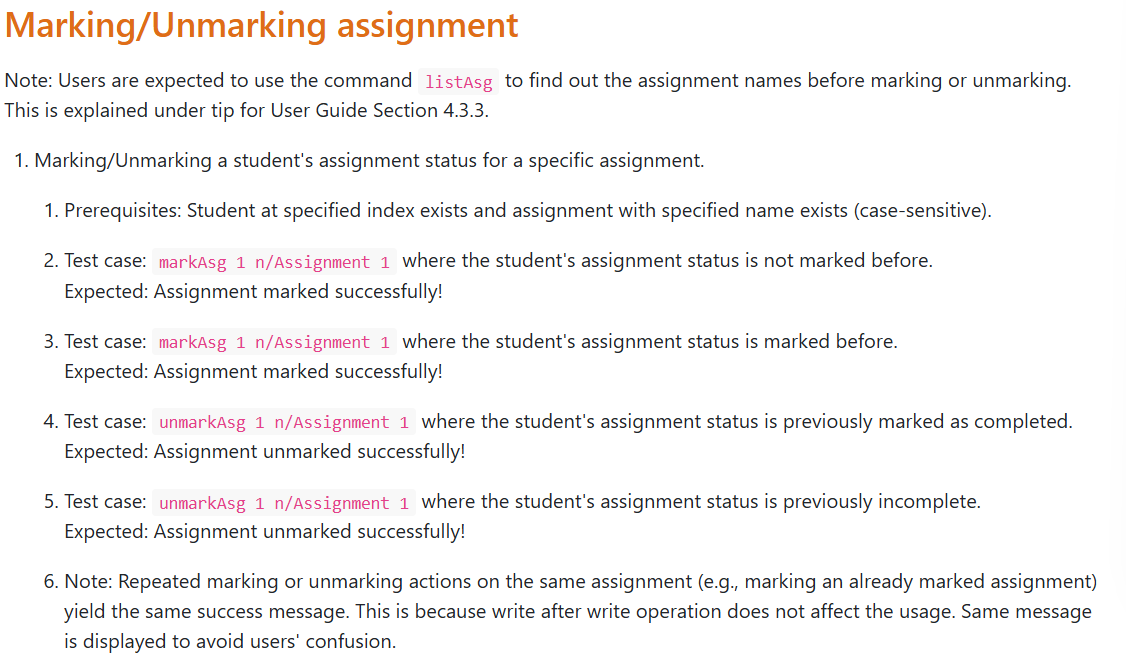 Marking/Unmarking assignment
Note: Users are expected to use the command listAsg to find out the assignment names before marking or unmarking.
This is explained under tip for User Guide Section 4.3.3.
1. Marking/Unmarking a student's assignment status for a specific assignment.
1. Prerequisites: Student at specified index exists and assignment with specified name exists (case-sensitive).
2. Test case: markAsg 1 n/Assignment 1 where the student's assignment status is not marked before.
Expected: Assignment marked successfully!
3. Test case: markAsg 1 n/Assignment 1 where the student's assignment status is marked before.
Expected: Assignment marked successfully!
4. Test case: unmarkAsg 1 n/Assignment 1 where the student's assignment status is previously marked as completed.
Expected: Assignment unmarked successfully!
5. Test case: unmarkAsg 1 n/Assignment 1 where the student's assignment status is previously incomplete.
Expected: Assignment unmarked successfully!
6. Note: Repeated marking or unmarking actions on the same assignment (e.g., marking an already marked assignment)
yield the same success message. This is because write after write operation does not affect the usage. Same message
is displayed to avoid users' confusion.